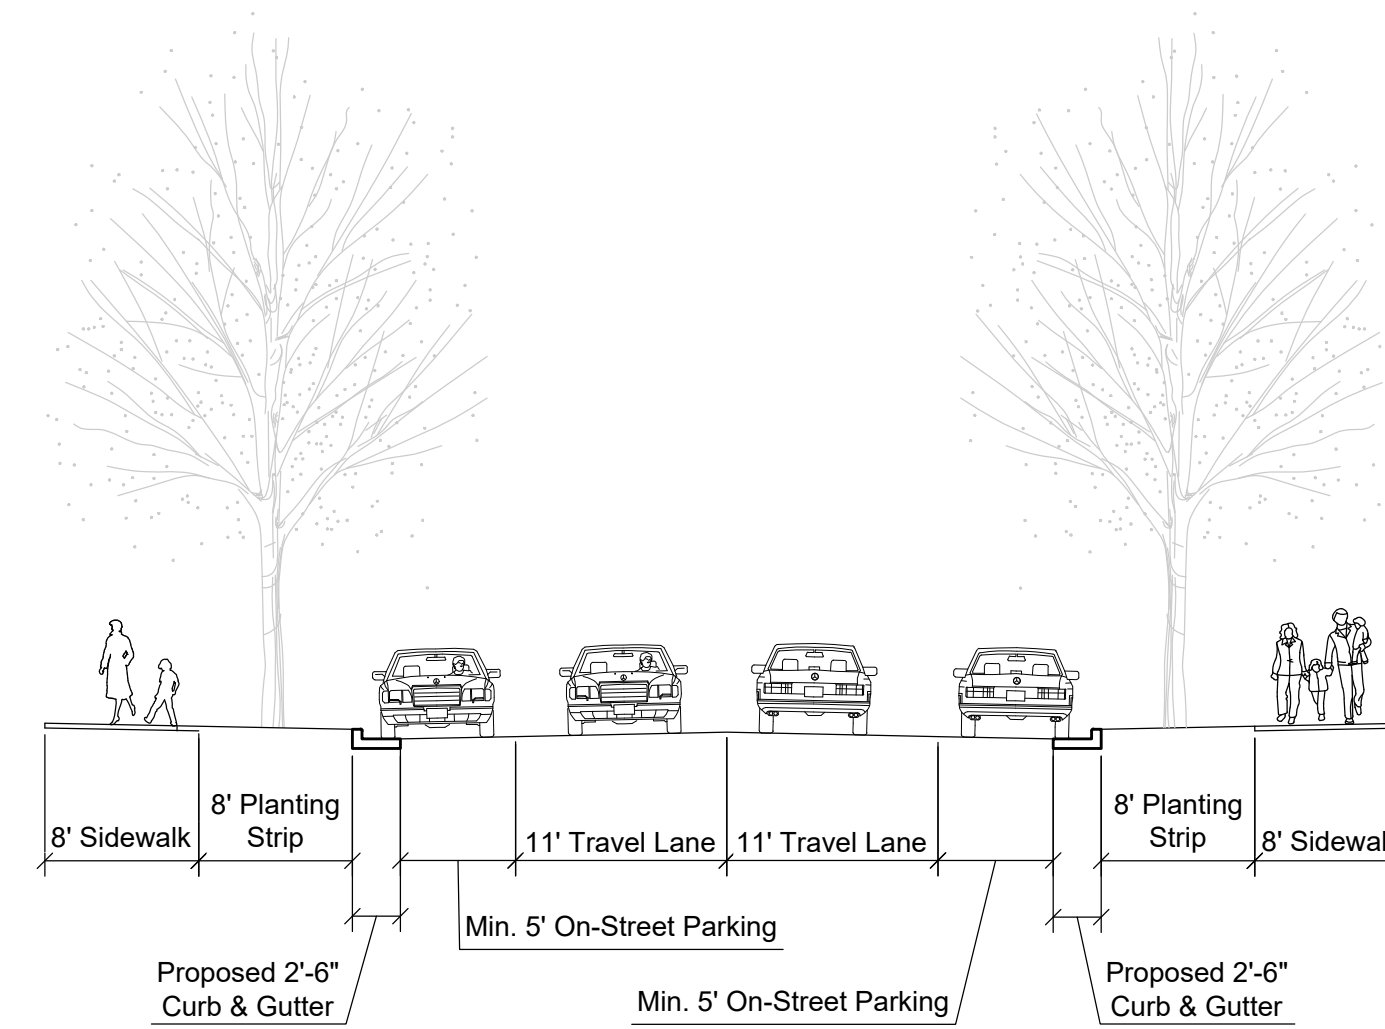 8' Planting
Strip
8' Planting
Strip
8' Sidewalk
11' Travel Lane
11' Travel Lane
8' Sidewal
Min. 5' On-Street Parking
Proposed 2'-6"
Curb & Gutter
Min. 5' On-Street Parking
Proposed 2'-6"
Curb & Gutter